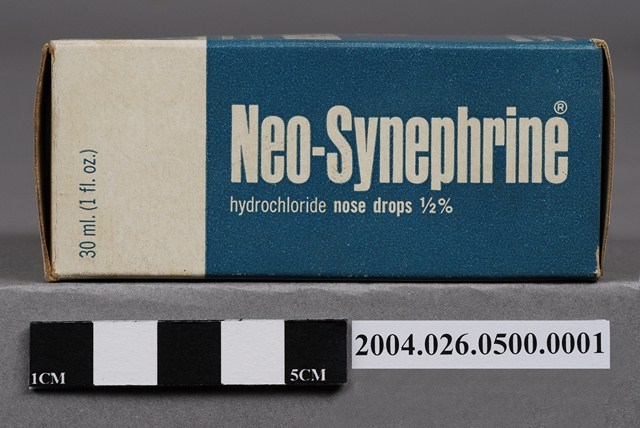 Neo-Synephrine®
hydrochloride nose drops ½%
30 ml. (1 fl. oz.)
1CM 5CM
2004.026.0500.0001